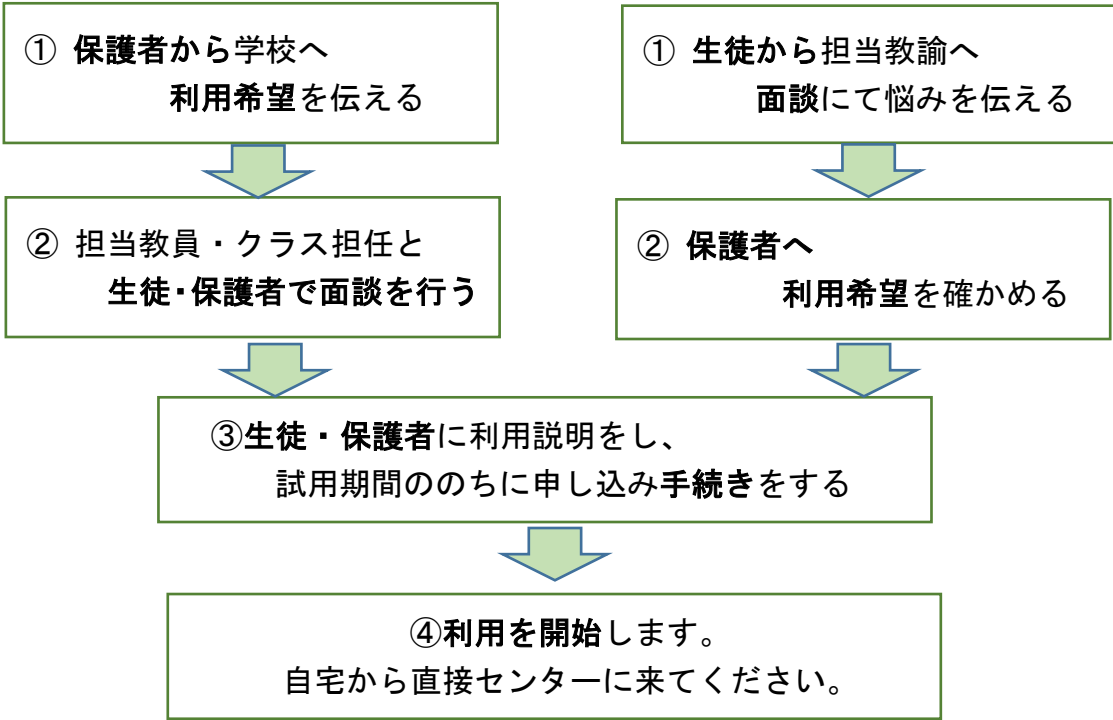 ① 保護者から学校へ
利用希望を伝える
② 担当教員・クラス担任と
生徒・保護者で面談を行う
① 生徒から担当教諭へ
面談にて悩みを伝える
② 保護者へ
利用希望を確かめる
③生徒・保護者に利用説明をし、
試用期間ののちに申し込み手続きをする
④利用を開始します。
自宅から直接センターに来てください。